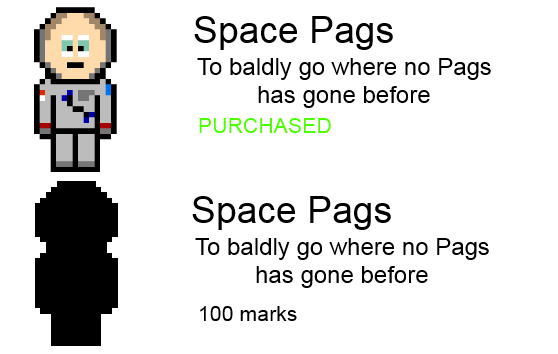 Space Pags
To baldly go where no Pags
has gone before
PURCHASED
Space Pags
To baldly go where no Pags
has gone before
100 marks